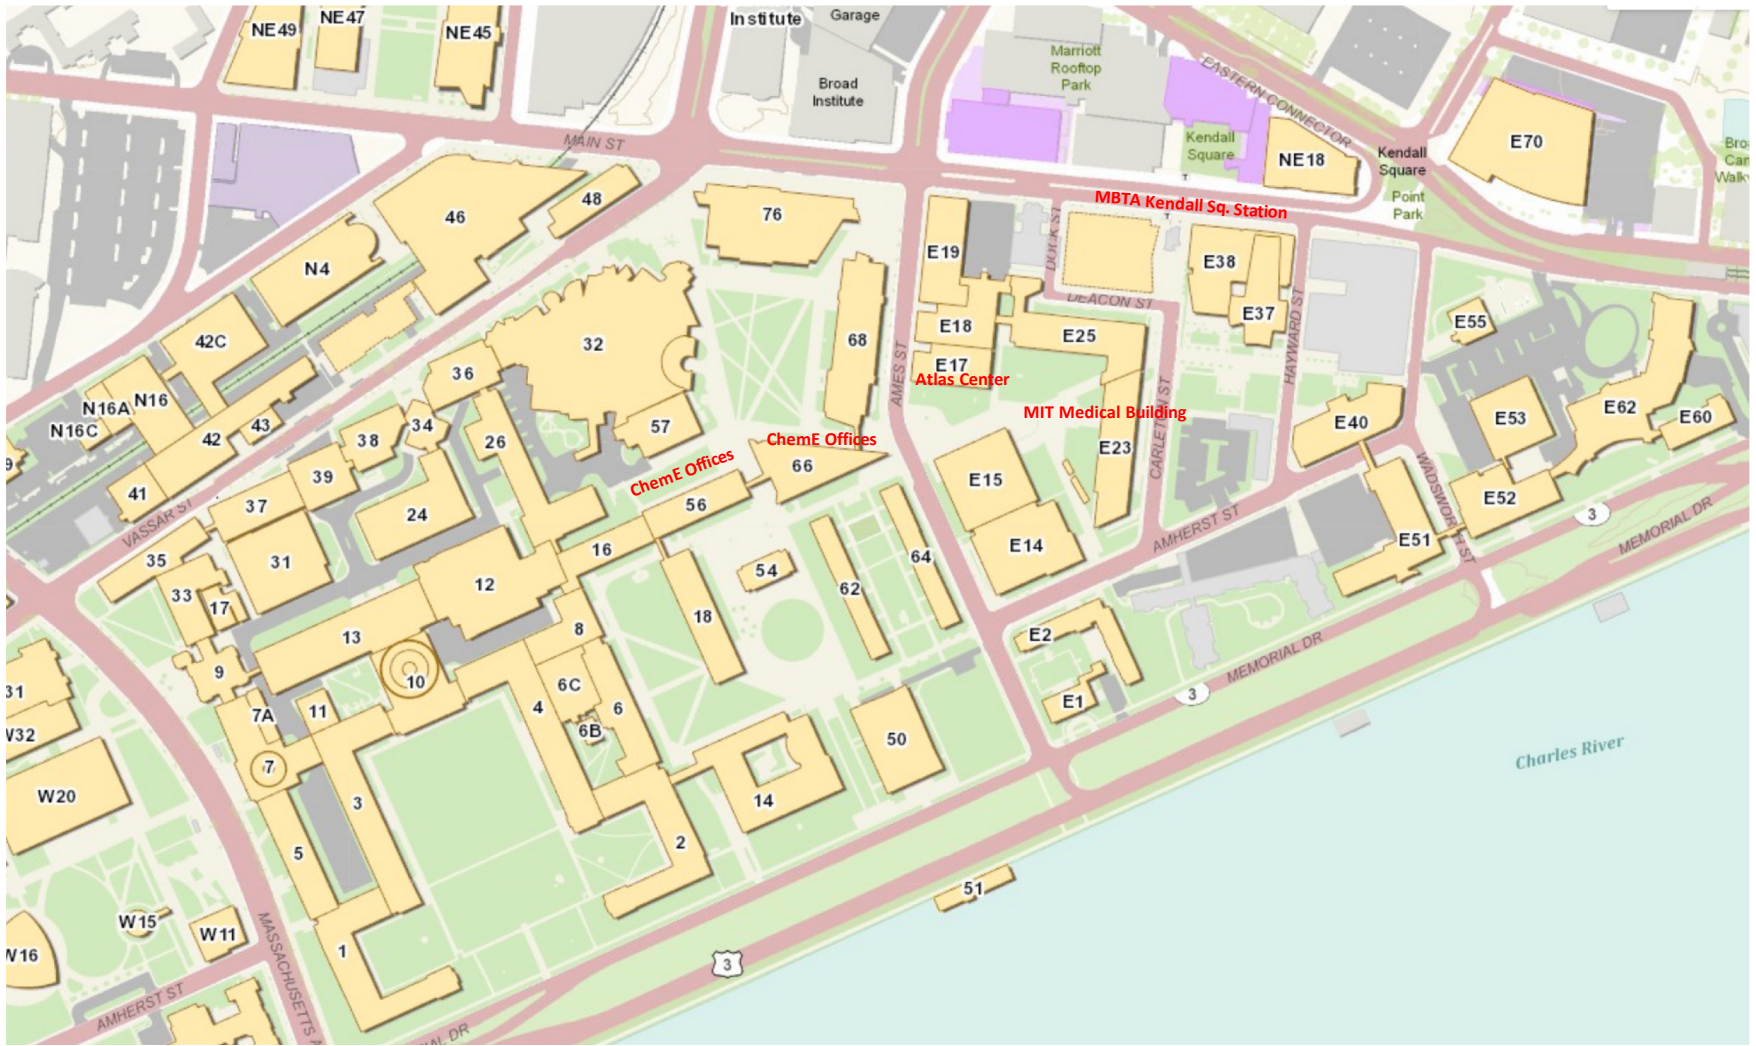 NE49
NE47
NE45
Institute
Garage
Broad
Institute
Marriott
Rooftop
Park
EASTERN CONNECTOR
Kendall
Square
NE18
Kendall
Square
Point
Park
E70
MAIN ST
MBTA Kendall Sq. Station
46
48
76
N4
E19
DOCK ST
E38
E37
HAYWARD ST
DEACON ST
E55
42C
32
68
E18
E25
E17
Atlas Center
AMES ST
36
N16A
N16
N16C
42
43
38
34
26
57
MIT Medical Building
E23
CARLETON ST
E40
E53
E62
E60
ChemE Offices
ChemE Offices
66
39
41
37
24
56
E15
E52
WADSWORTH ST
VASSAR ST
35
31
16
E14
AMHERST ST
E51
3
MEMORIAL DR
33
17
12
54
62
64
18
13
8
E2
MEMORIAL DR
9
10
6C
4
6
6B
E1
3
7A
11
7
50
14
Charles River
W20
3
5
2
51
W15
W11
1
MASSACHUSETTS A
AMHERST ST
3